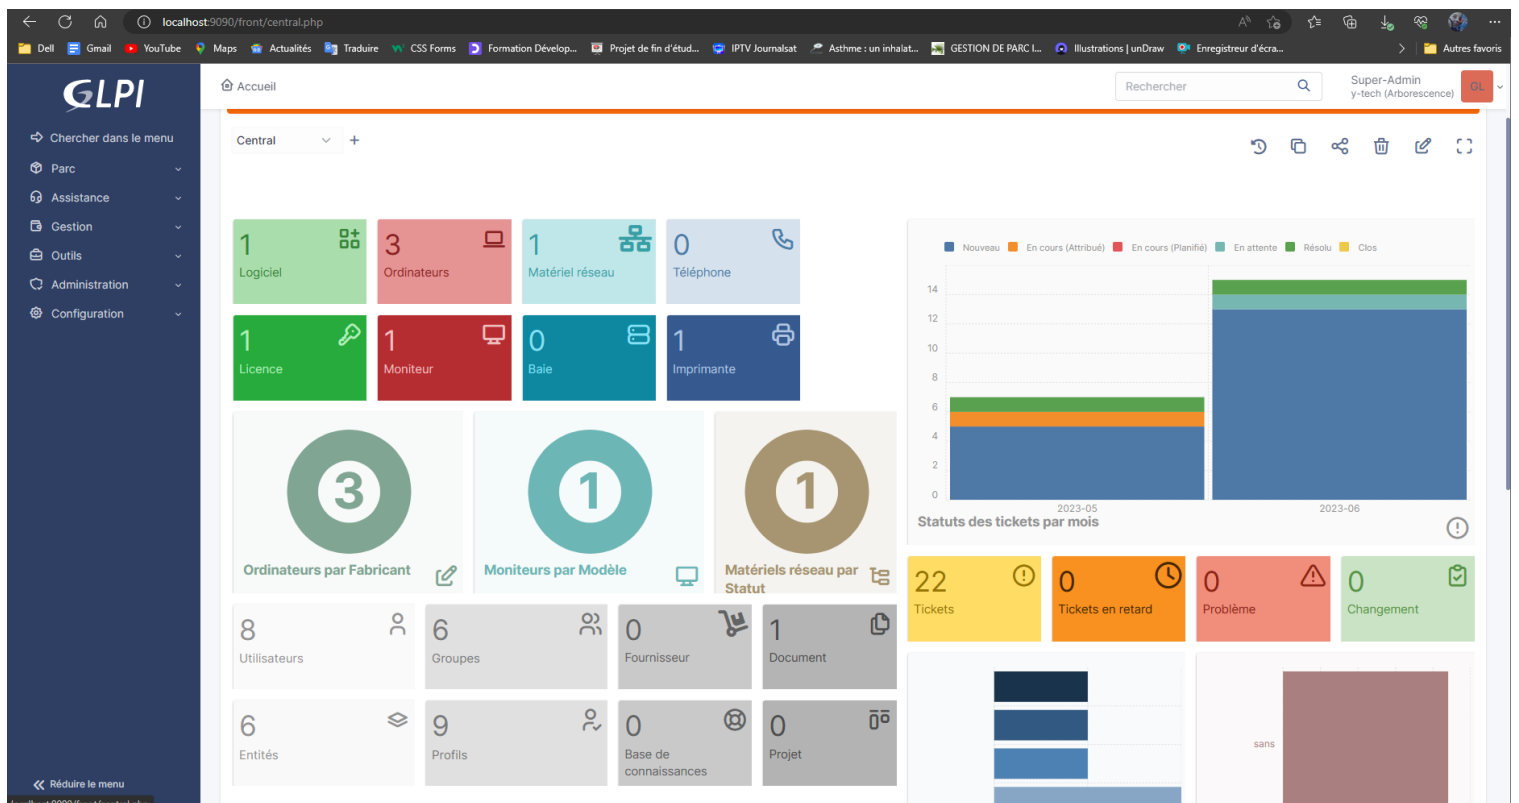 localhost:9090/front/central.php
Dell Gmail YouTube Maps Actualités Traduire CSS Forms Formation Dévelop... Projet de fin d'étud... IPTV Journalsat Asthme : un inhalat... GESTION DE PARC I... Illustrations | unDraw Enregistreur d'écra... Autres favoris
GLPI
Accueil
Rechercher
Super-Admin
y-tech (Arborescence)
GL
Chercher dans le menu
Parc
Assistance
Gestion
Outils
Administration
Configuration
Réduire le menu
Central
1
Logiciel
3
Ordinateurs
1
Matériel réseau
0
Téléphone
1
Licence
1
Moniteur
0
Baie
1
Imprimante
3
Ordinateurs par Fabricant
1
Moniteurs par Modèle
1
Matériels réseau par
Statut
8
Utilisateurs
6
Groupes
0
Fournisseur
1
Document
6
Entités
9
Profils
0
Base de
connaissances
0
Projet
Nouveau En cours (Attribué) En cours (Planifié) En attente Résolu Clos
14
12
10
8
6
4
2
0
2023-05 2023-06
Statuts des tickets par mois
22
Tickets
0
Tickets en retard
0
Problème
0
Changement
sans